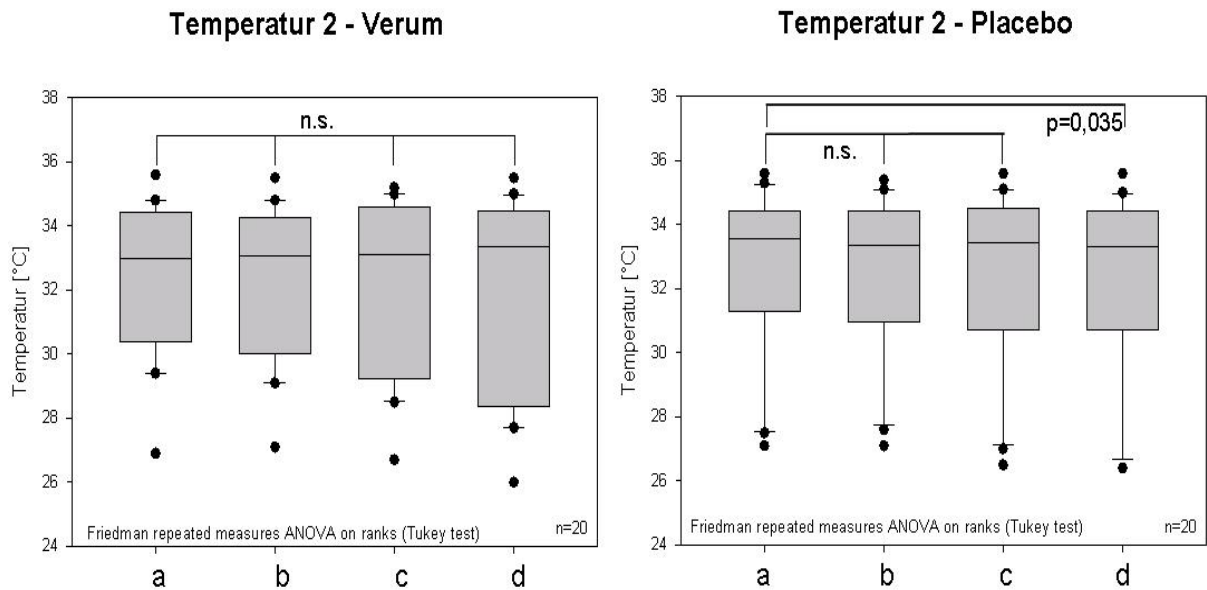 Temperatur 2 - Verum
38
36
34
32
30
28
26
24
Temperatur [°C]
n.s.
Friedman repeated measures ANOVA on ranks (Tukey test)
n=20
a b c d
Temperatur 2 - Placebo
38
36
34
32
30
28
26
24
Temperatur [°C]
p=0,035
n.s.
Friedman repeated measures ANOVA on ranks (Tukey test)
n=20
a b c d